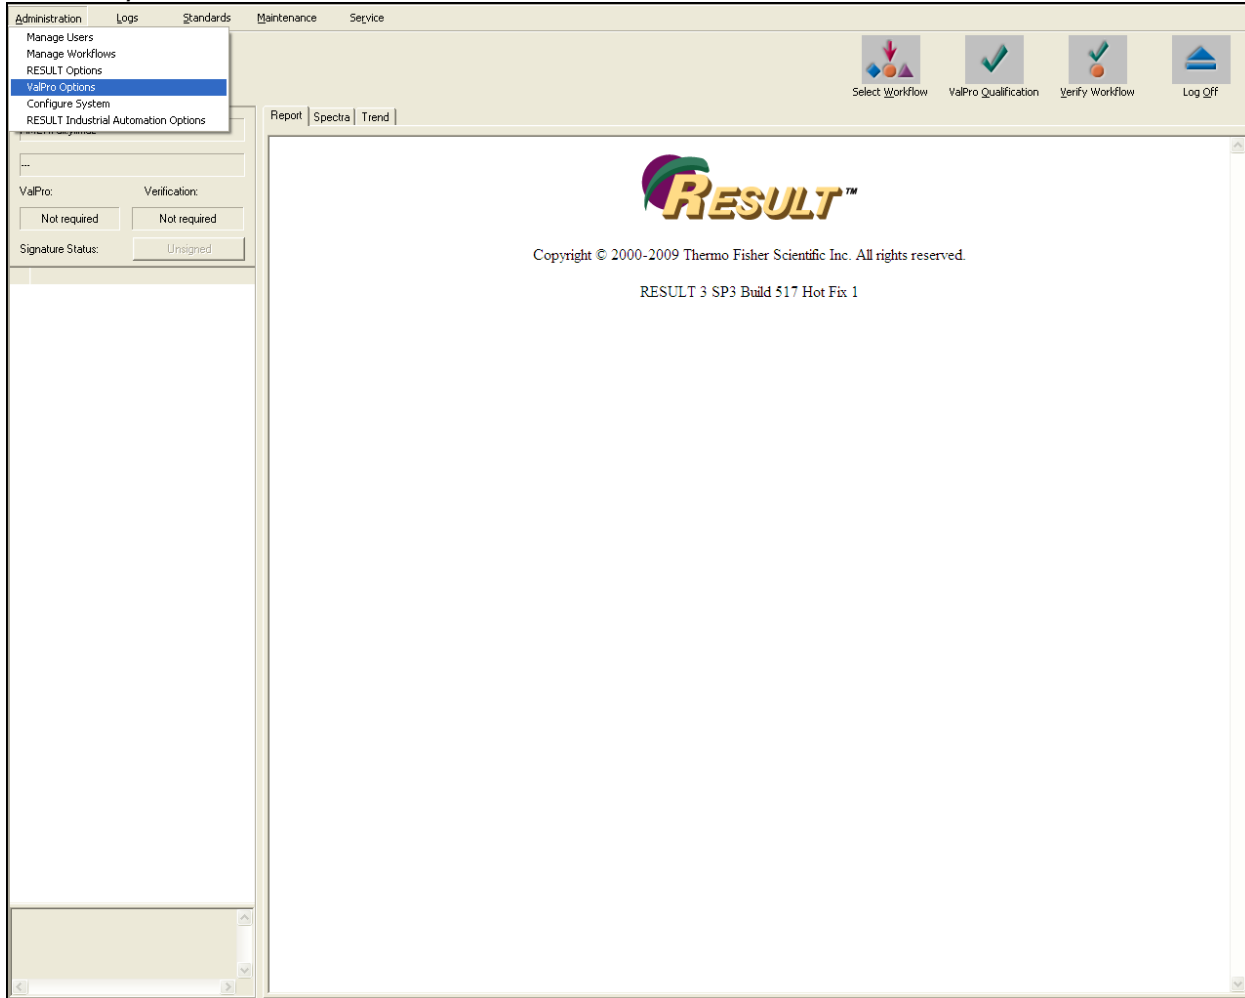 Administration Logs Standards Maintenance Service
Manage Users
Manage Workflows
RESULT Options
ValPro Options
Configure System
RESULT Industrial Automation Options
Select Workflow ValPro Qualification Verify Workflow Log Off
Report Spectra Trend
---
ValPro: Verification:
Not required Not required
Signature Status: Unsigned
RESULT™
Copyright © 2000-2009 Thermo Fisher Scientific Inc. All rights reserved.
RESULT 3 SP3 Build 517 Hot Fix 1